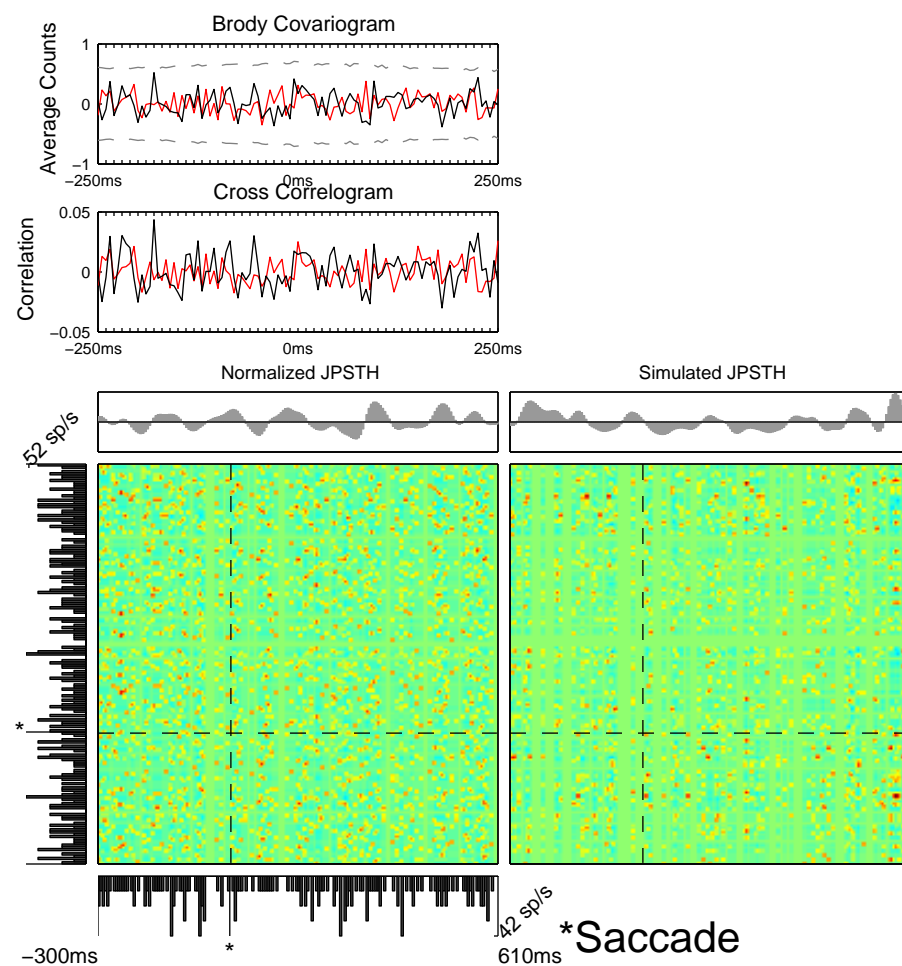 Brody Covariogram
1
0
−1
Average Counts
−250ms
0ms
250ms
Cross Correlogram
0.05
0
−0.05
Correlation
−250ms
0ms
250ms
Normalized JPSTH
Simulated JPSTH
52 sp/s
*
*
42 sp/s
−300ms
610ms
*Saccade